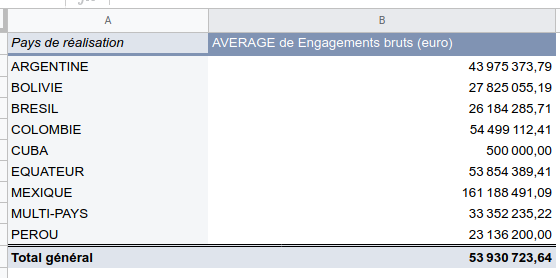 A B
Pays de réalisation AVERAGE de Engagements bruts (euro)
ARGENTINE 43 975 373,79
BOLIVIE 27 825 055,19
BRESIL 26 184 285,71
COLOMBIE 54 499 112,41
CUBA 500 000,00
EQUATEUR 53 854 389,41
MEXIQUE 161 188 491,09
MULTI-PAYS 33 352 235,22
PEROU 23 136 200,00
Total général 53 930 723,64